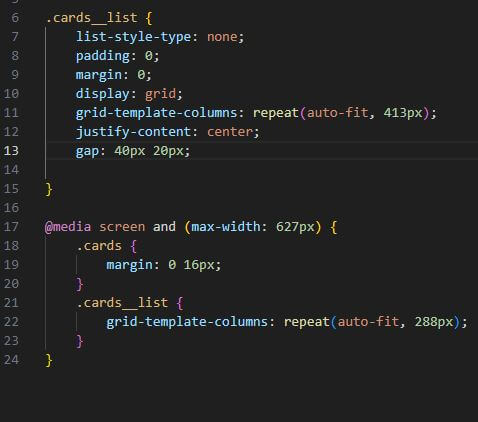 6 .cards__list {
7 list-style-type: none;
8 padding: 0;
9 margin: 0;
10 display: grid;
11 grid-template-columns: repeat(auto-fit, 413px);
12 justify-content: center;
13 gap: 40px 20px;
14
15 }
16
17 @media screen and (max-width: 627px) {
18 .cards {
19 margin: 0 16px;
20 }
21 .cards__list {
22 grid-template-columns: repeat(auto-fit, 288px);
23 }
24 }